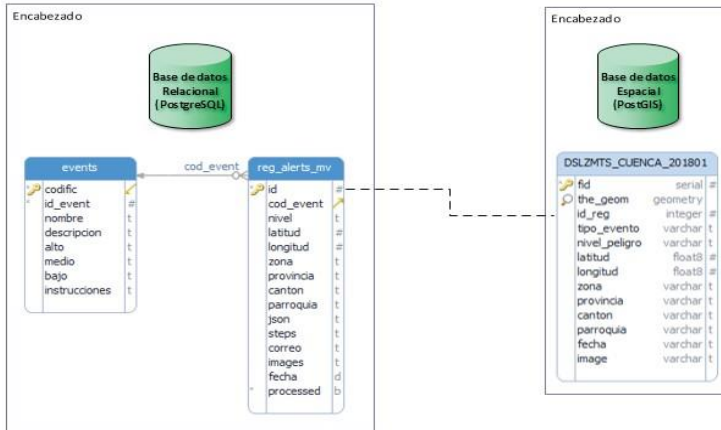 Encabezado
Base de datos
Relacional
(PostgreSQL)
events
codific
* id_event #
nombre t
descripcion t
alto t
medio t
bajo t
instrucciones t
cod_event
reg_alerts_mv
id #
cod_event
nivel t
latitud #
longitud #
zona t
provincia t
canton t
parroquia t
json t
steps t
correo t
images t
fecha d
* processed b
Encabezado
Base de datos
Espacial
(PostGIS)
DSLZMTS_CUENCA_201801
fid serial #
the_geom geometry
id_reg integer #
tipo_evento varchar t
nivel_peligro varchar t
latitud float8 #
longitud float8 #
zona varchar t
provincia varchar t
canton varchar t
parroquia varchar t
fecha varchar t
image varchar t